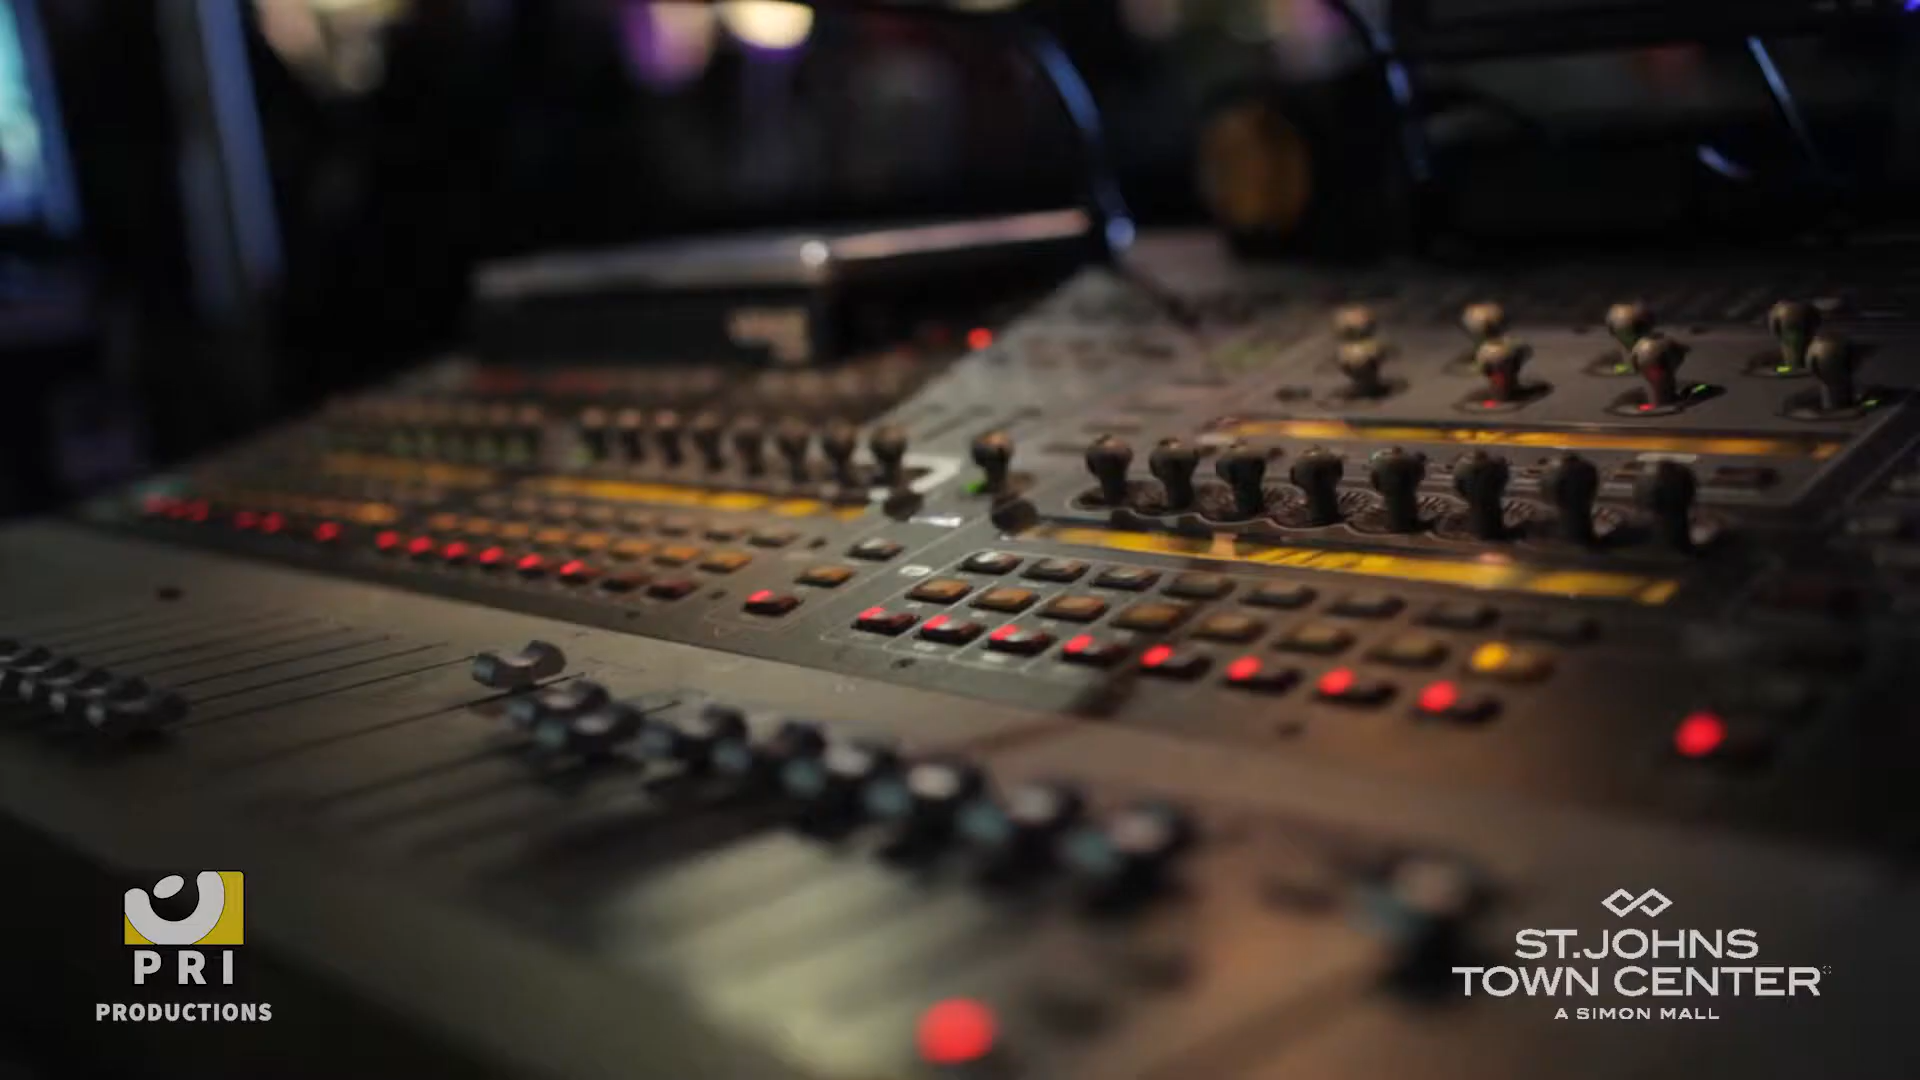 PRI
PRODUCTIONS
ST. JOHNS
TOWN CENTER
A SIMON MALL